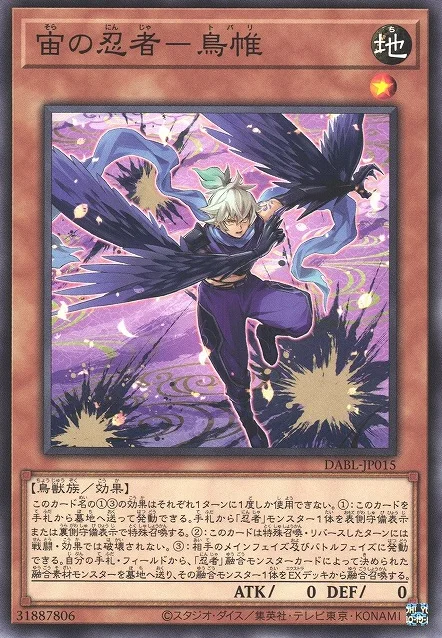 宙の忍者－鳥帷
そら にんじゃ トバリ
地
DABL-JP015
【鳥獣族／効果】
このカード名の①③の効果はそれぞれ1ターンに1度しか使用できない。①：このカードを
手札から墓地へ送って発動できる。手札から「忍者」モンスター1体を表側守備表示
または裏側守備表示で特殊召喚する。②：このカードは特殊召喚・リバースしたターンには
戦闘・効果では破壊されない。③：相手のメインフェイズ及びバトルフェイズに発動
できる。自分の手札・フィールドから、「忍者」融合モンスターカードによって決められた
融合素材モンスターを墓地へ送り、その融合モンスター1体をEXデッキから融合召喚する。
ATK/ 0 DEF/ 0
31887806 ©スタジオ・ダイス／集英社・テレビ東京・KONAMI